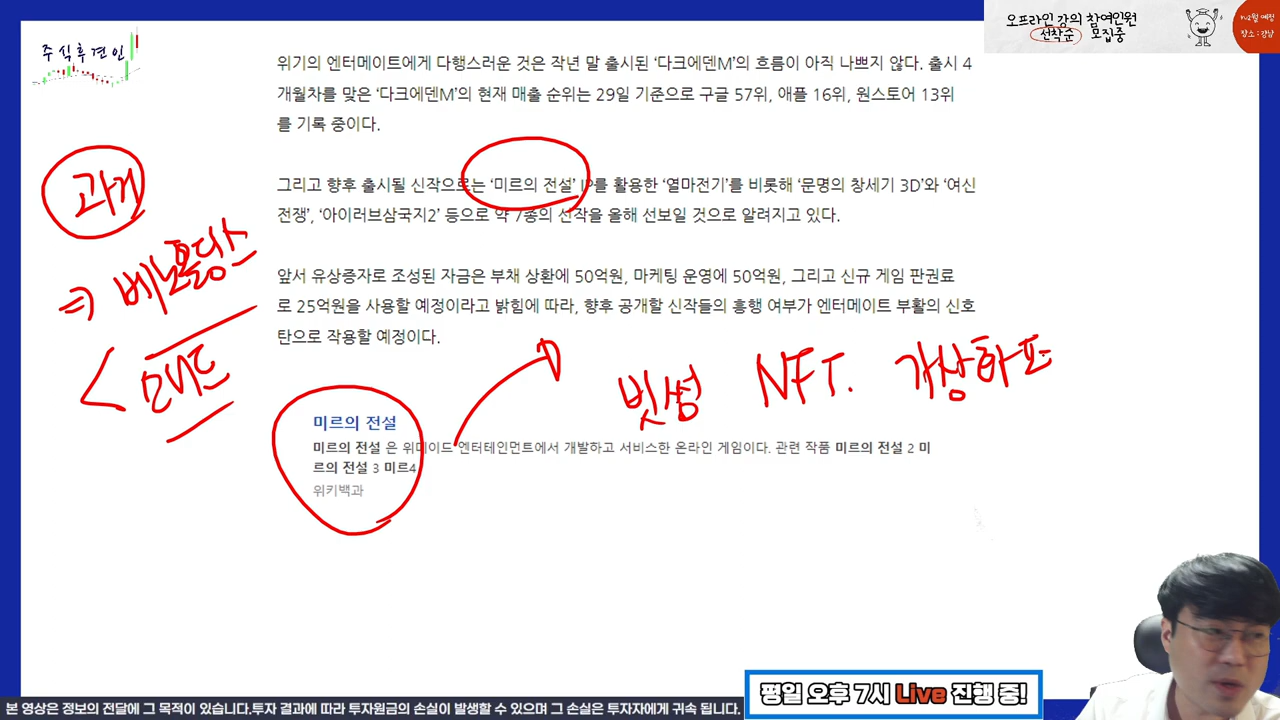 주식후견인
오프라인 강의 참여인원
선착순 모집중
11/12월 예정
장소 : 강남
위기의 엔터메이트에게 다행스러운 것은 작년 말 출시된 ‘다크에덴M’의 흐름이 아직 나쁘지 않다. 출시 4
개월차를 맞은 ‘다크에덴M’의 현재 매출 순위는 29일 기준으로 구글 57위, 애플 16위, 원스토어 13위
를 기록 중이다.
그리고 향후 출시될 신작으로는 ‘미르의 전설’ IP를 활용한 ‘열마전기’를 비롯해 ‘문명의 창세기 3D’와 ‘여신
전쟁’, ‘아이러브삼국지2’ 등으로 약 7종의 신작을 올해 선보일 것으로 알려지고 있다.
앞서 유상증자로 조성된 자금은 부채 상환에 50억원, 마케팅 운영에 50억원, 그리고 신규 게임 판권료
로 25억원을 사용할 예정이라고 밝힘에 따라, 향후 공개할 신작들의 흥행 여부가 엔터메이트 부활의 신호
탄으로 작용할 예정이다.
과건
베노홀딩스
빗썸 NFT. 가상화폐
미르의 전설
미르의 전설 은 위메이드 엔터테인먼트에서 개발하고 서비스한 온라인 게임이다. 관련 작품 미르의 전설 2 미
르의 전설 3 미르4
위키백과
평일 오후 7시 Live 진행 중!
본 영상은 정보의 전달에 그 목적이 있습니다.투자 결과에 따라 투자원금의 손실이 발생할 수 있으며 그 손실은 투자자에게 귀속 됩니다.